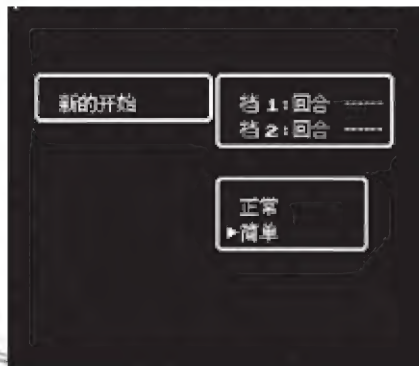 新的开始
档 1:回合 -----
档 2:回合 -----
正常
▶简单